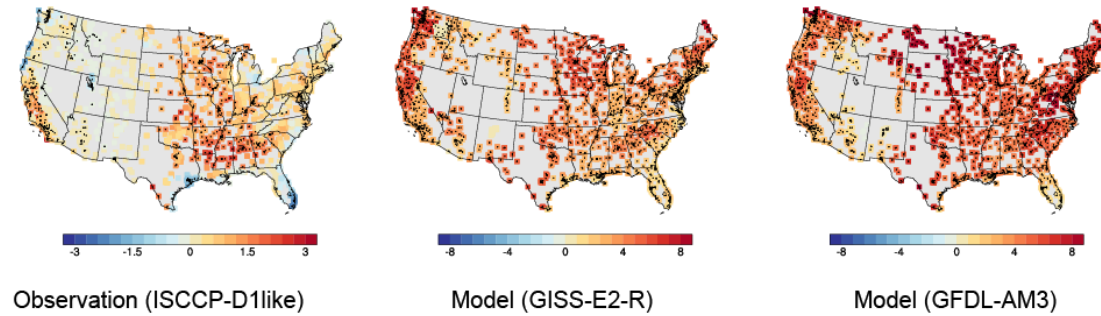 -3 -1.5 0 1.5 3
-8 -4 0 4 8
-8 -4 0 4 8
Observation (ISCCP-D1like)
Model (GISS-E2-R)
Model (GFDL-AM3)